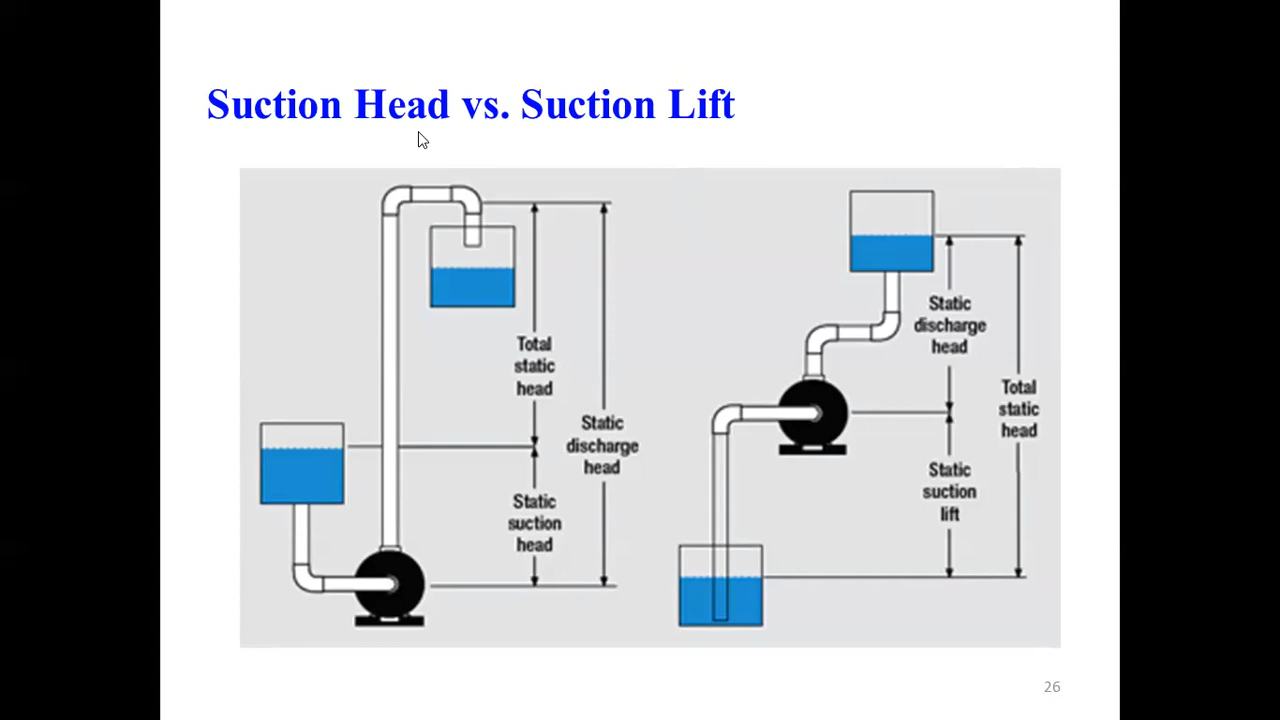 Suction Head vs. Suction Lift
Total
static
head
Static
discharge
head
Static
suction
head
Static
discharge
head
Total
static
head
Static
suction
lift
26